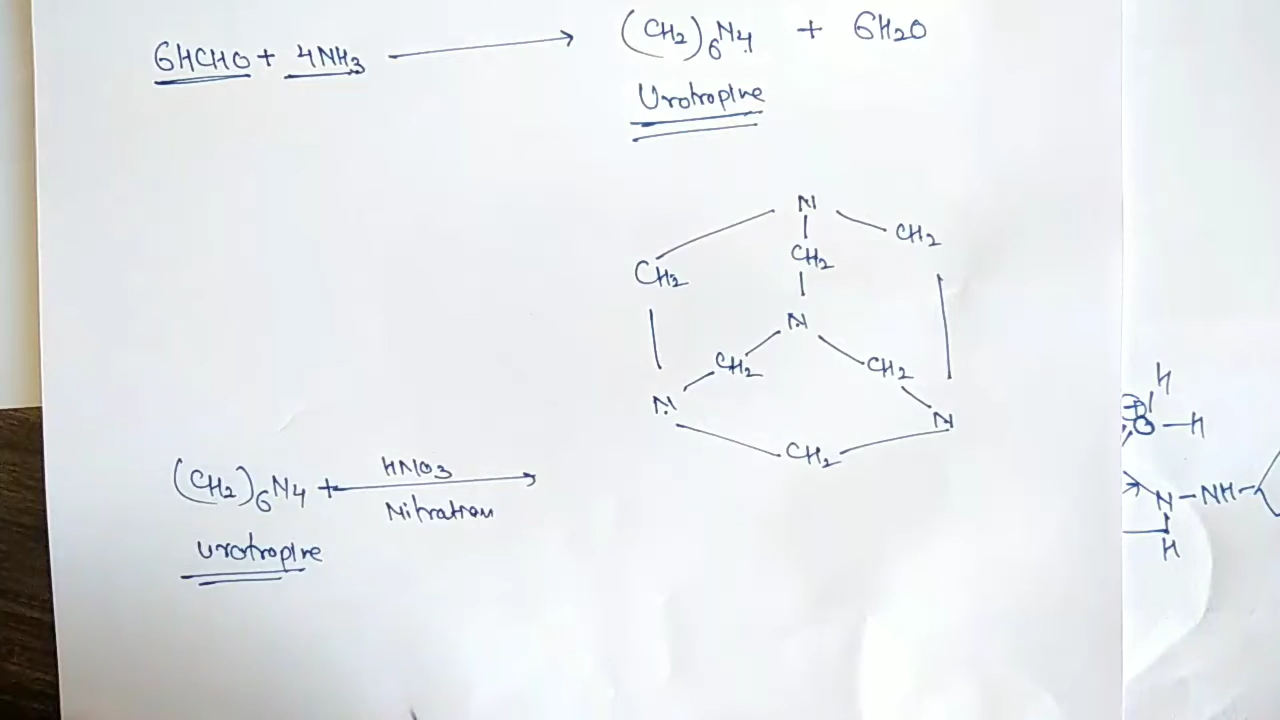 6HCHO + 4NH3 ⟶ (CH2)6N4 + 6H2O
Urotropine
N
CH2
CH2
CH2
N
CH2
CH2
N
N
CH2
(CH2)6N4 + HNO3 ⟶
Nitration
Urotropine
H
⊕
O—H
N—NH—
H